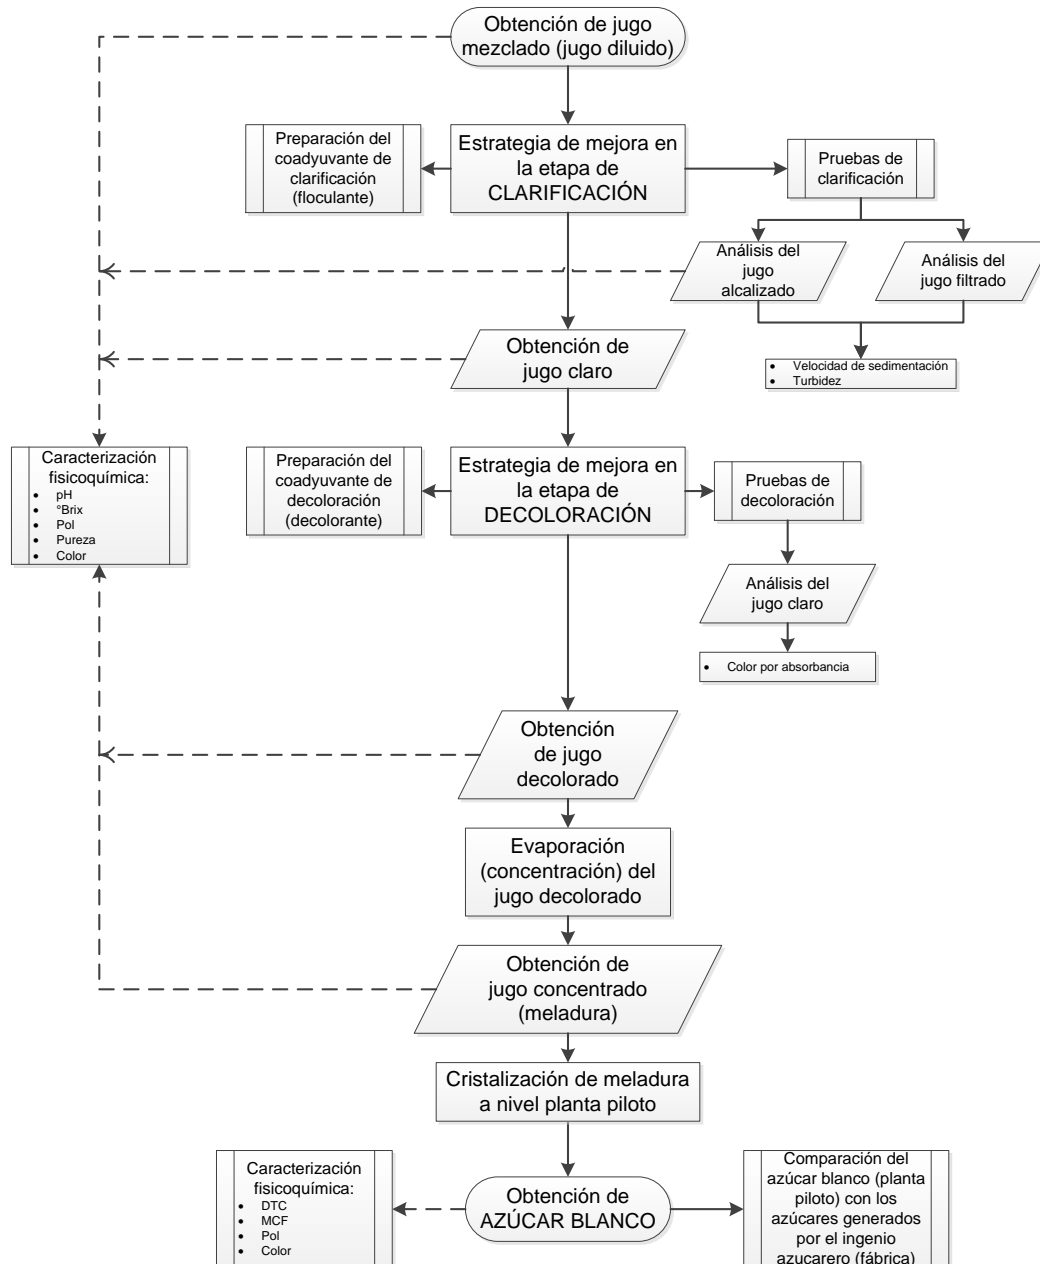 Obtención de jugo
mezclado (jugo diluido)
Preparación del
coadyuvante de
clarificación
(floculante)
Estrategia de mejora en
la etapa de
CLARIFICACIÓN
Pruebas de
clarificación
Análisis del
jugo
alcalizado
Análisis del
jugo filtrado
Obtención de
jugo claro
• Velocidad de sedimentación
• Turbidez
Caracterización
fisicoquímica:
• pH
• °Brix
• Pol
• Pureza
• Color
Preparación del
coadyuvante de
decoloración
(decolorante)
Estrategia de mejora en
la etapa de
DECOLORACIÓN
Pruebas de
decoloración
Análisis del
jugo claro
• Color por absorbancia
Obtención
de jugo
decolorado
Evaporación
(concentración) del
jugo decolorado
Obtención de
jugo concentrado
(meladura)
Cristalización de meladura
a nivel planta piloto
Caracterización
fisicoquímica:
• DTC
• MCF
• Pol
• Color
Obtención de
AZÚCAR BLANCO
Comparación del
azúcar blanco (planta
piloto) con los
azúcares generados
por el ingenio
azucarero (fábrica)